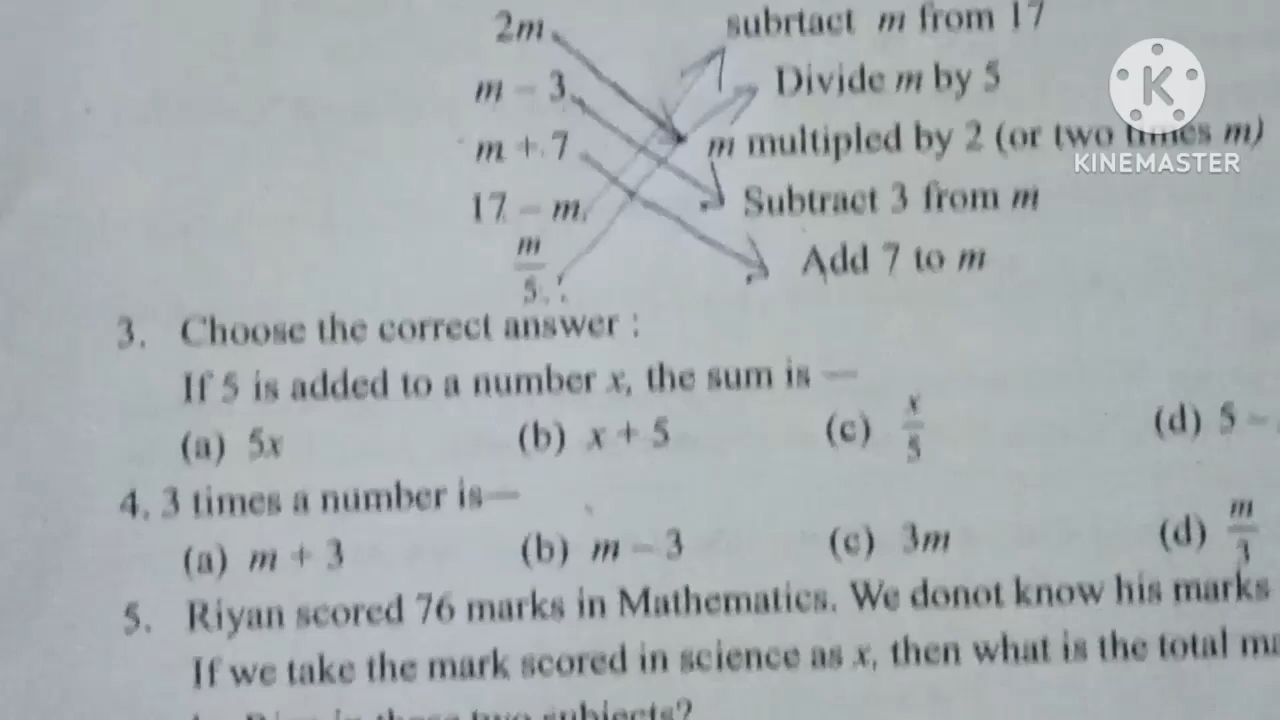 2m subrtact m from 17
m - 3 Divide m by 5
m + 7 m multipled by 2 (or two times m)
17 - m Subtract 3 from m
m/5 Add 7 to m
K
KINEMASTER
3. Choose the correct answer :
If 5 is added to a number x, the sum is —
(a) 5x (b) x + 5 (c) x/5 (d) 5 -
4. 3 times a number is—
(a) m + 3 (b) m - 3 (c) 3m (d) m/3
5. Riyan scored 76 marks in Mathematics. We donot know his marks
If we take the mark scored in science as x, then what is the total
in these two subjects?